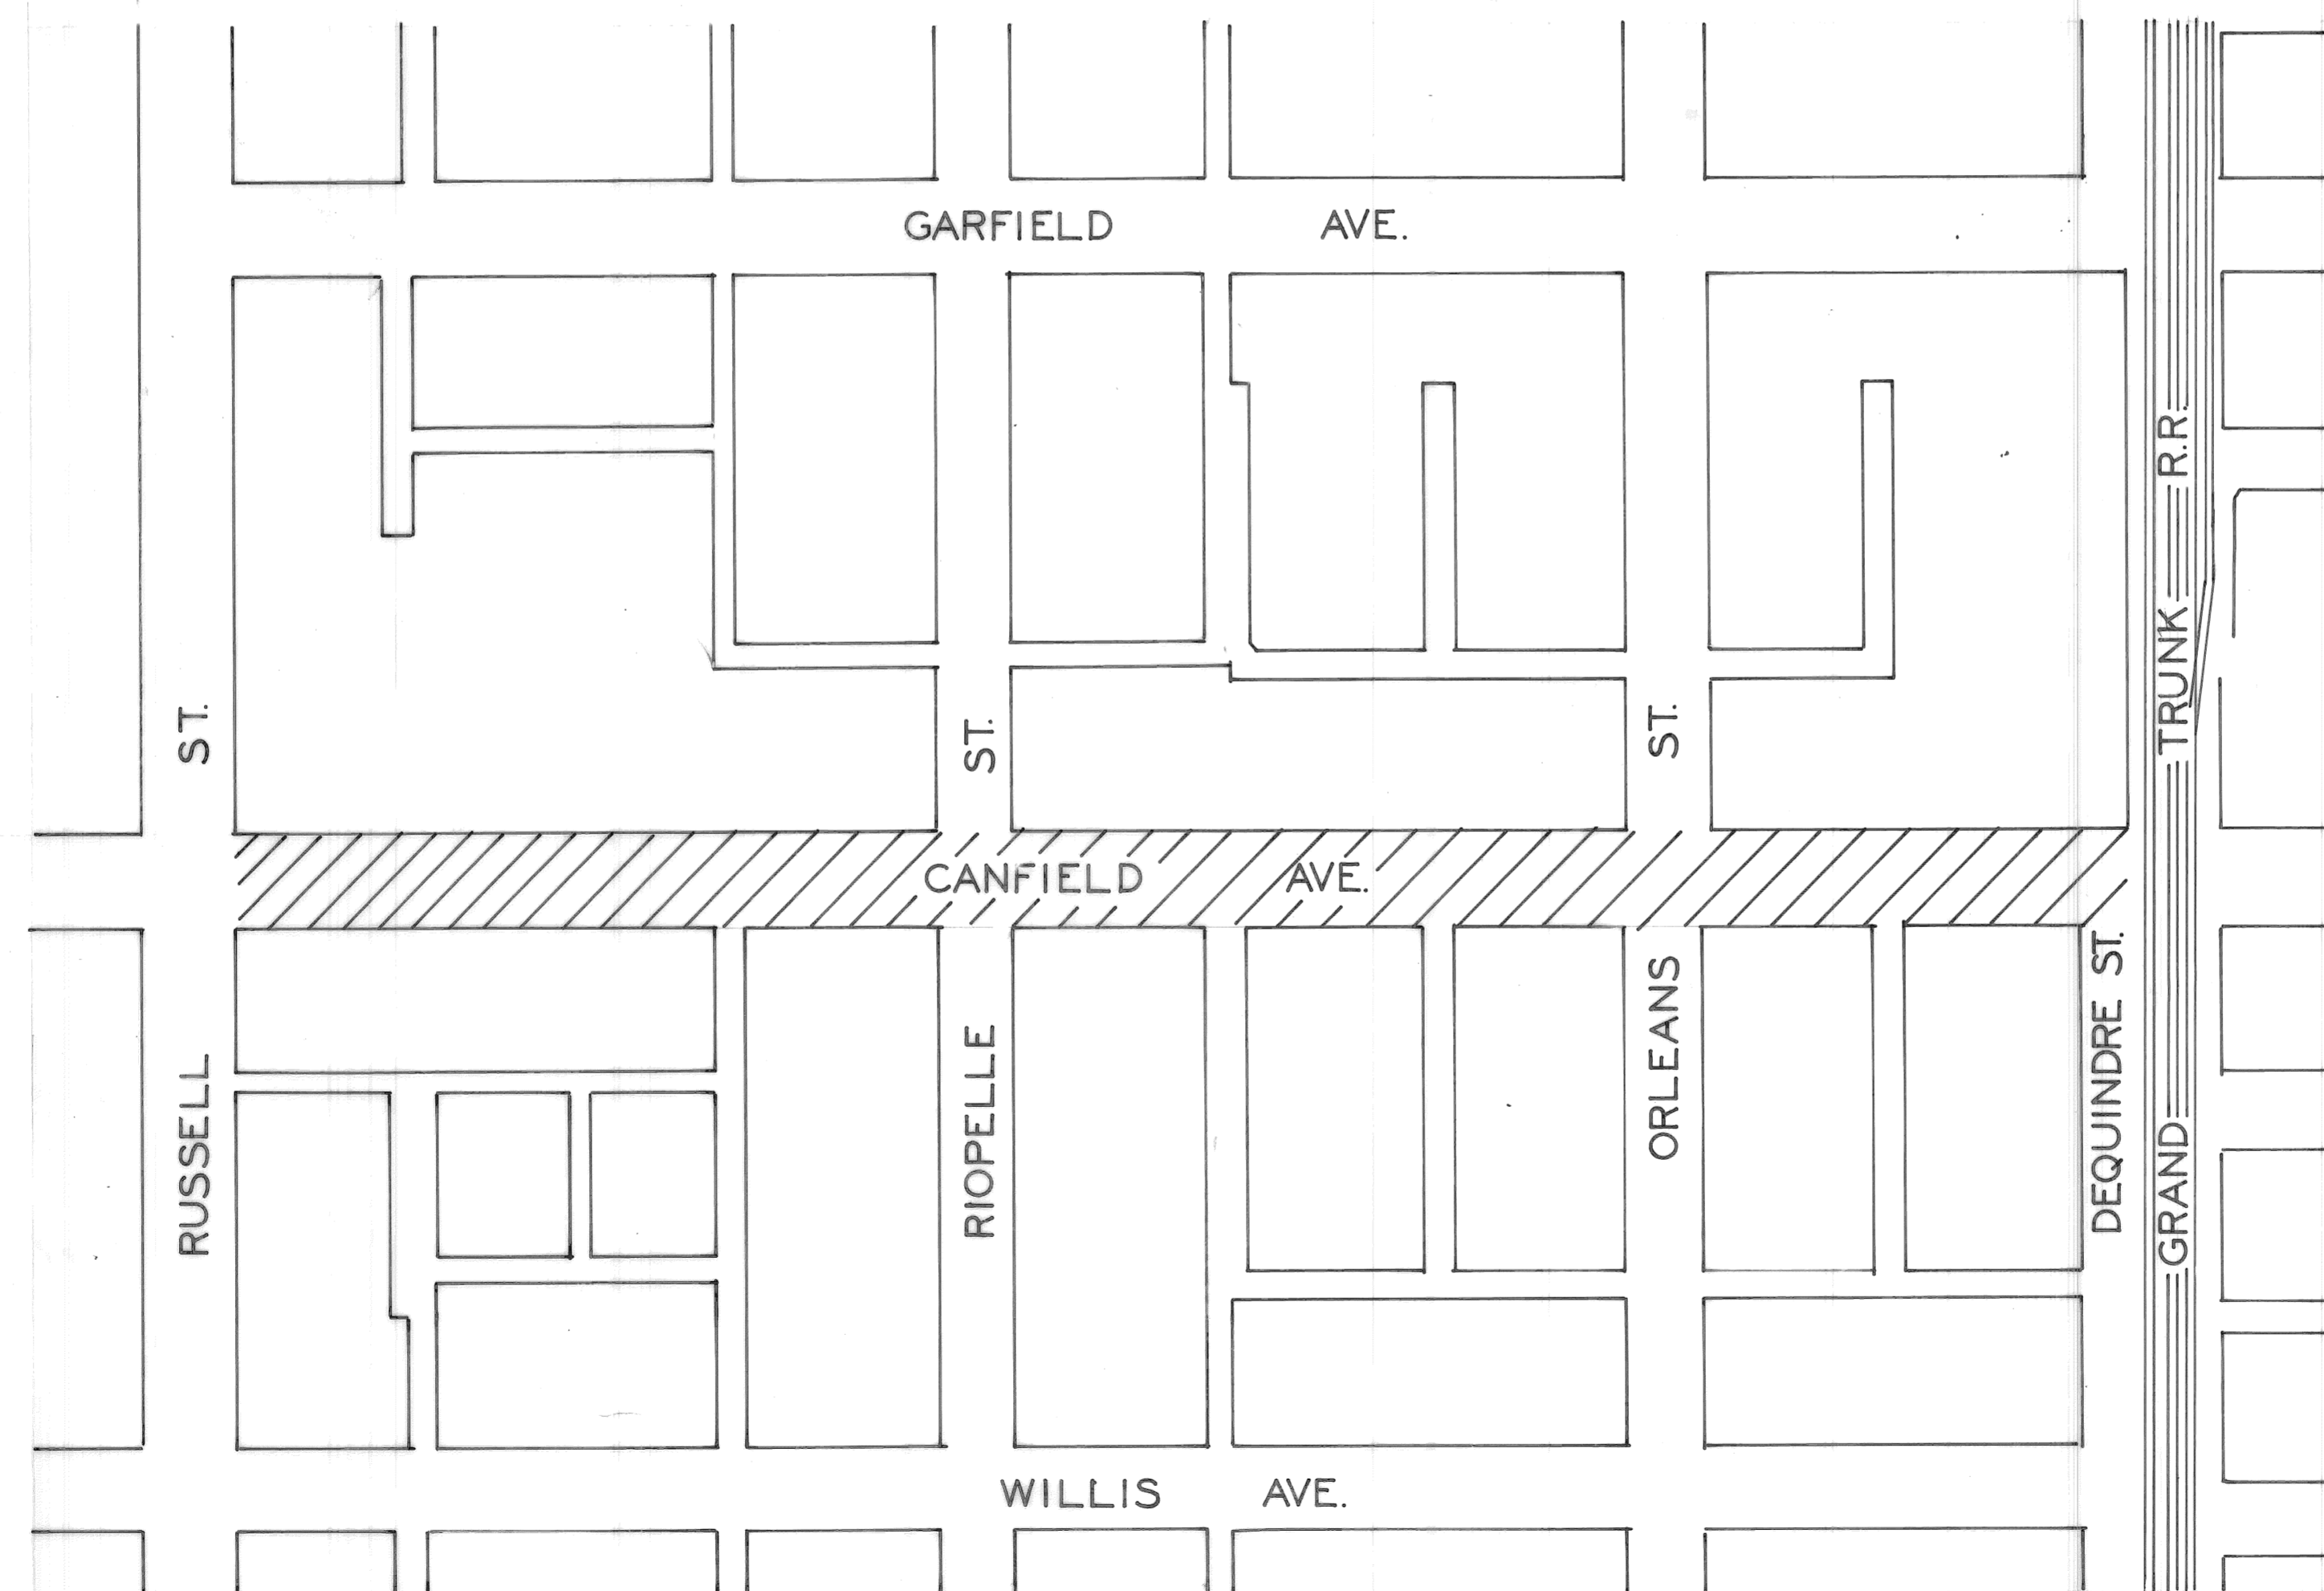 GARFIELD AVE.
RUSSELL ST.
RIOPELLE ST.
ORLEANS ST.
DEQUINDRE ST.
GRAND TRUNK R.R.
CANFIELD AVE.
WILLIS AVE.